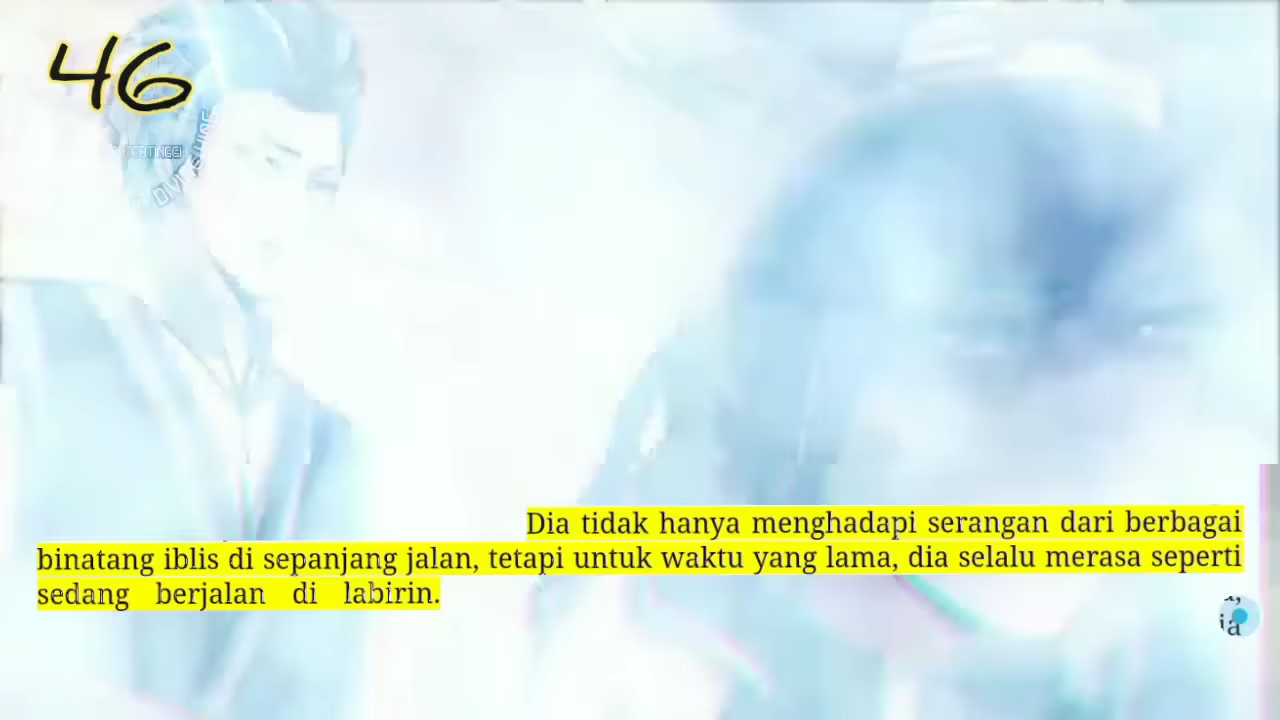 46
TERTINGGI
Dia tidak hanya menghadapi serangan dari berbagai
binatang iblis di sepanjang jalan, tetapi untuk waktu yang lama, dia selalu merasa seperti
sedang berjalan di labirin.